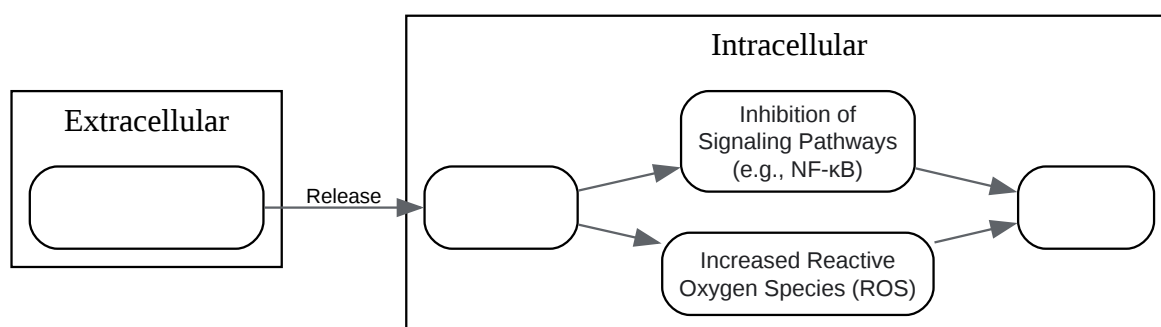 Extracellular
Release
Intracellular
Inhibition of
Signaling Pathways
(e.g., NF-κB)
Increased Reactive
Oxygen Species (ROS)